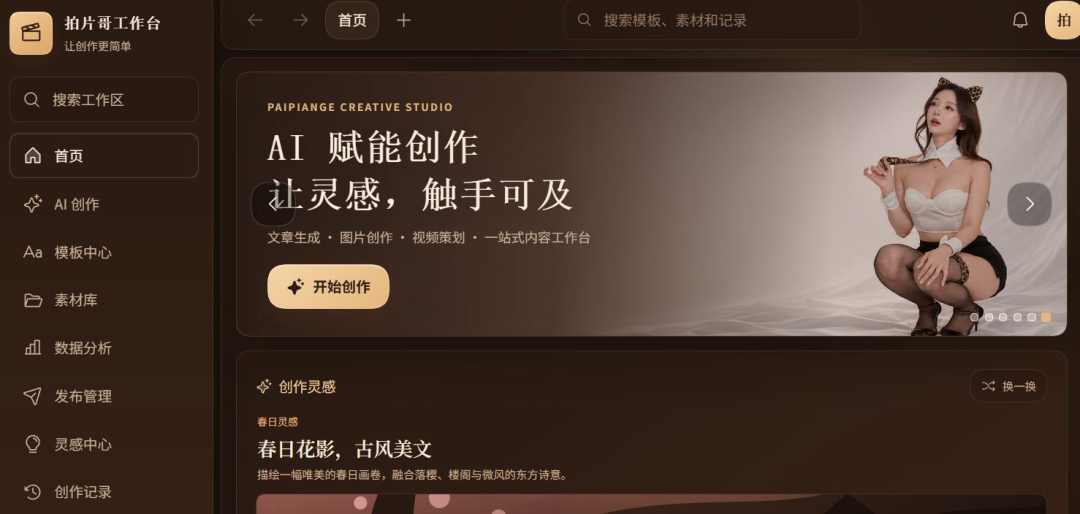 拍片哥工作台
让创作更简单
搜索工作区
首页
AI 创作
Aa 模板中心
素材库
数据分析
发布管理
灵感中心
创作记录
首页
搜索模板、素材和记录
拍
PAIPIANGE CREATIVE STUDIO
AI 赋能创作
让灵感，触手可及
文章生成 · 图片创作 · 视频策划 · 一站式内容工作台
开始创作
创作灵感
换一换
春日灵感
春日花影，古风美文
描绘一幅唯美的春日画卷，融合落樱、楼阁与微风的东方诗意。